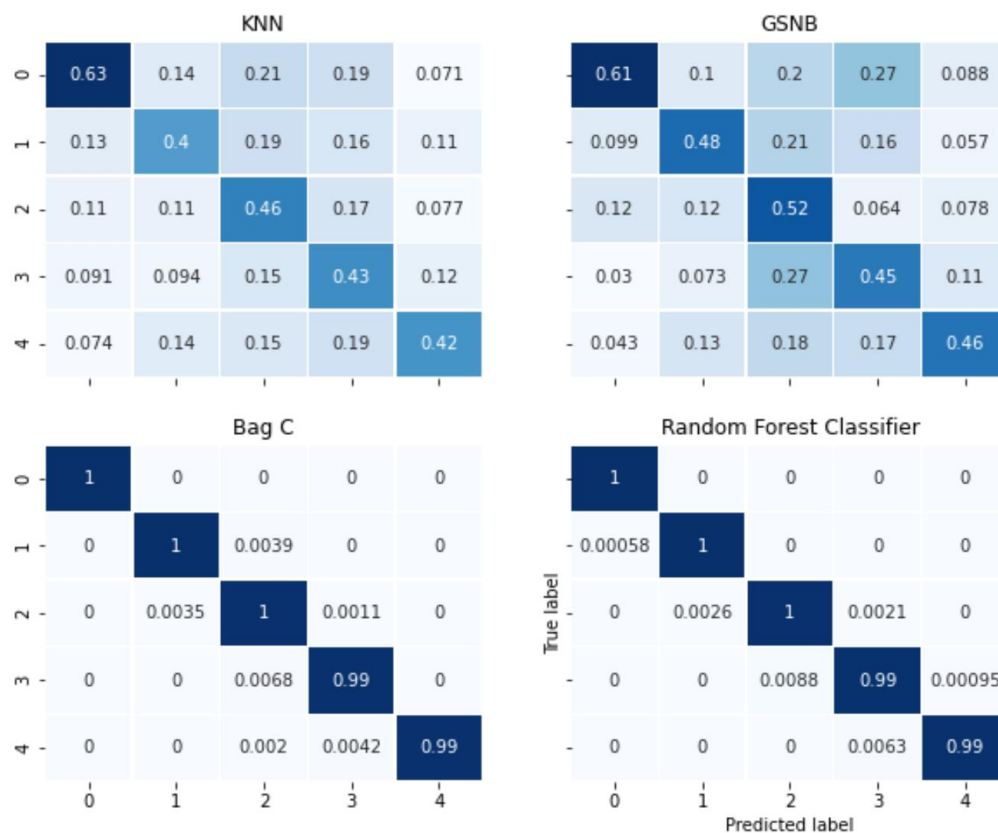 KNN GSNB
0 0.63 0.14 0.21 0.19 0.071 0.61 0.1 0.2 0.27 0.088
1 0.13 0.4 0.19 0.16 0.11 0.099 0.48 0.21 0.16 0.057
2 0.11 0.11 0.46 0.17 0.077 0.12 0.12 0.52 0.064 0.078
3 0.091 0.094 0.15 0.43 0.12 0.03 0.073 0.27 0.45 0.11
4 0.074 0.14 0.15 0.19 0.42 0.043 0.13 0.18 0.17 0.46
Bag C Random Forest Classifier
0 1 0 0 0 0 1 0 0 0 0
1 0 1 0.0039 0 0 0.00058 1 0 0 0
True label
2 0 0.0035 1 0.0011 0 0 0.0026 1 0.0021 0
3 0 0 0.0068 0.99 0 0 0 0.0088 0.99 0.00095
4 0 0 0.002 0.0042 0.99 0 0 0 0.0063 0.99
0 1 2 3 4 0 1 2 3 4
Predicted label